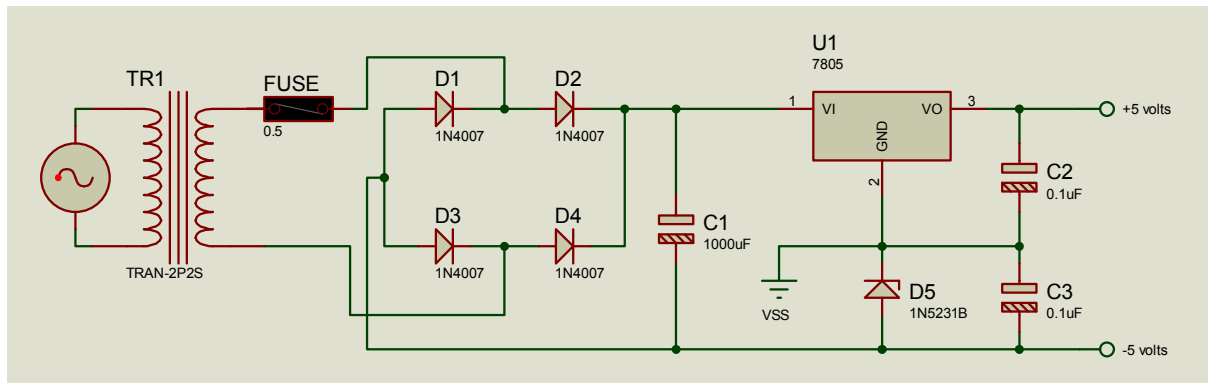 TR1
TRAN-2P2S
FUSE
0.5
D1
1N4007
D2
1N4007
D3
1N4007
D4
1N4007
C1
1000uF
U1
7805
1
VI
VO
3
GND
2
+5 volts
C2
0.1uF
VSS
D5
1N5231B
C3
0.1uF
-5 volts